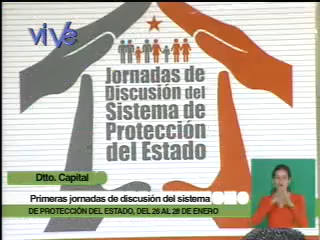 vive
Jornadas de
Discusión del
Sistema de
Protección
del Estado
Dtto. Capital
Primeras jornadas de discusión del sistema
DE PROTECCIÓN DEL ESTADO, DEL 26 AL 28 DE ENERO